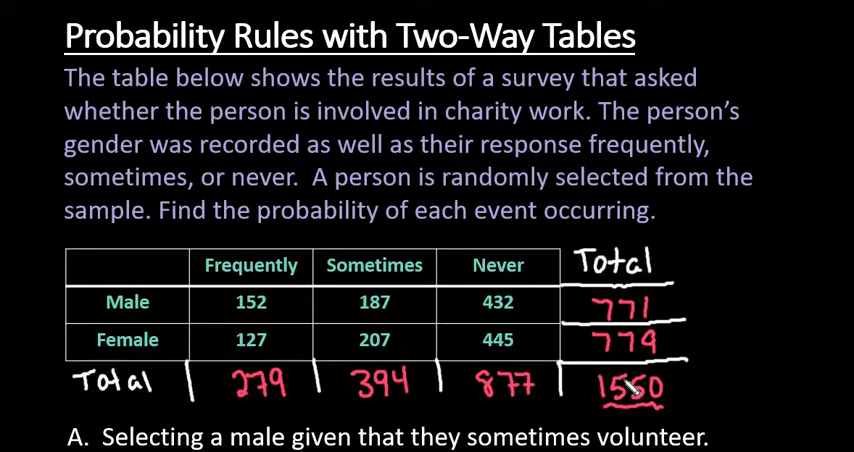 Probability Rules with Two-Way Tables
The table below shows the results of a survey that asked
whether the person is involved in charity work. The person's
gender was recorded as well as their response frequently,
sometimes, or never. A person is randomly selected from the
sample. Find the probability of each event occurring.
Frequently Sometimes Never Total
Male 152 187 432 771
Female 127 207 445 779
Total 279 394 877 1550
A. Selecting a male given that they sometimes volunteer.